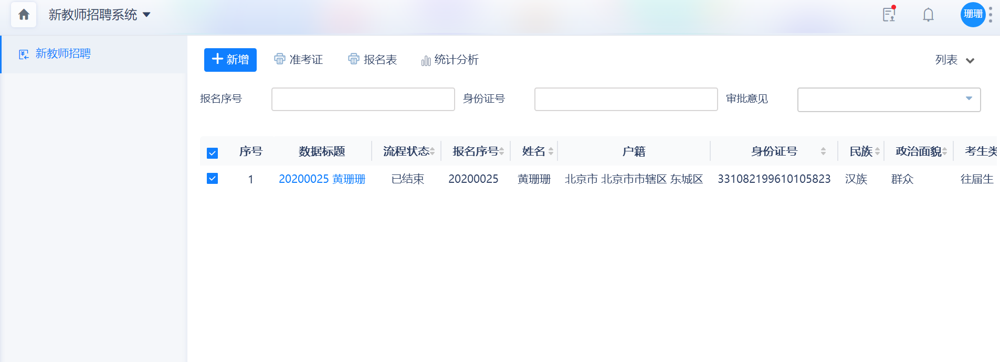 新教师招聘系统
珊珊
新教师招聘
新增 准考证 报名表 统计分析 列表
报名序号 身份证号 审批意见
序号 数据标题 流程状态 报名序号 姓名 户籍 身份证号 民族 政治面貌 考生类
1 20200025 黄珊珊 已结束 20200025 黄珊珊 北京市 北京市市辖区 东城区 331082199610105823 汉族 群众 往届生